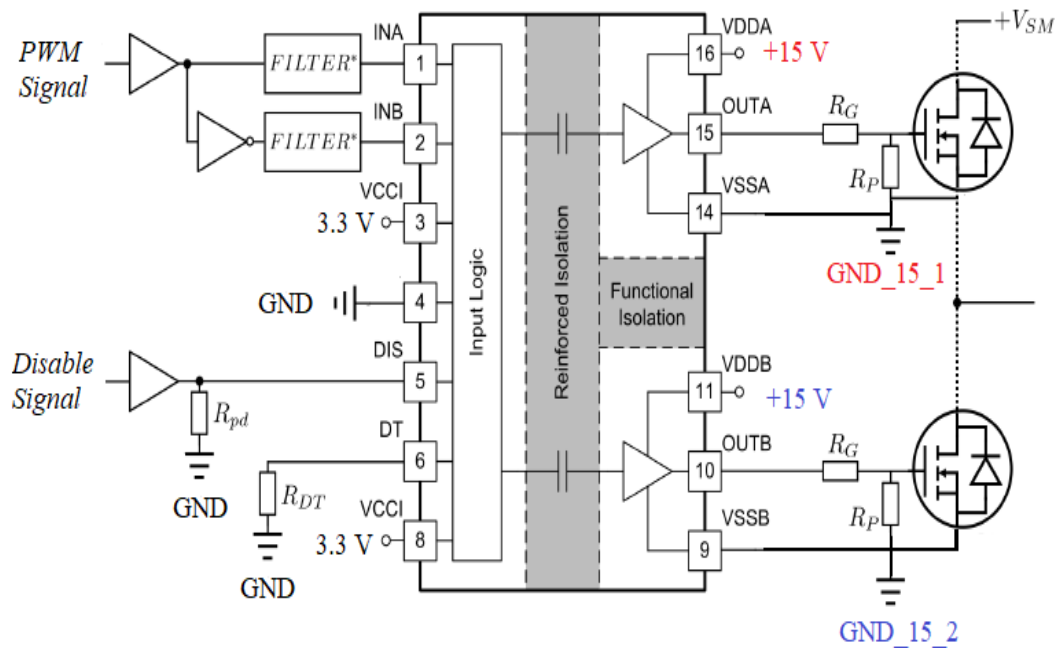 PWM
Signal
FILTER*
INA
1
FILTER*
INB
2
VCCI
3.3 V
3
GND
4
Disable
Signal
R_pd
GND
DIS
5
DT
6
R_DT
GND
VCCI
3.3 V
8
Input Logic
Reinforced Isolation
Functional
Isolation
VDDA
16
+15 V
OUTA
15
R_G
R_P
VSSA
14
GND_15_1
+V_SM
VDDB
11
+15 V
OUTB
10
R_G
R_P
VSSB
9
GND_15_2